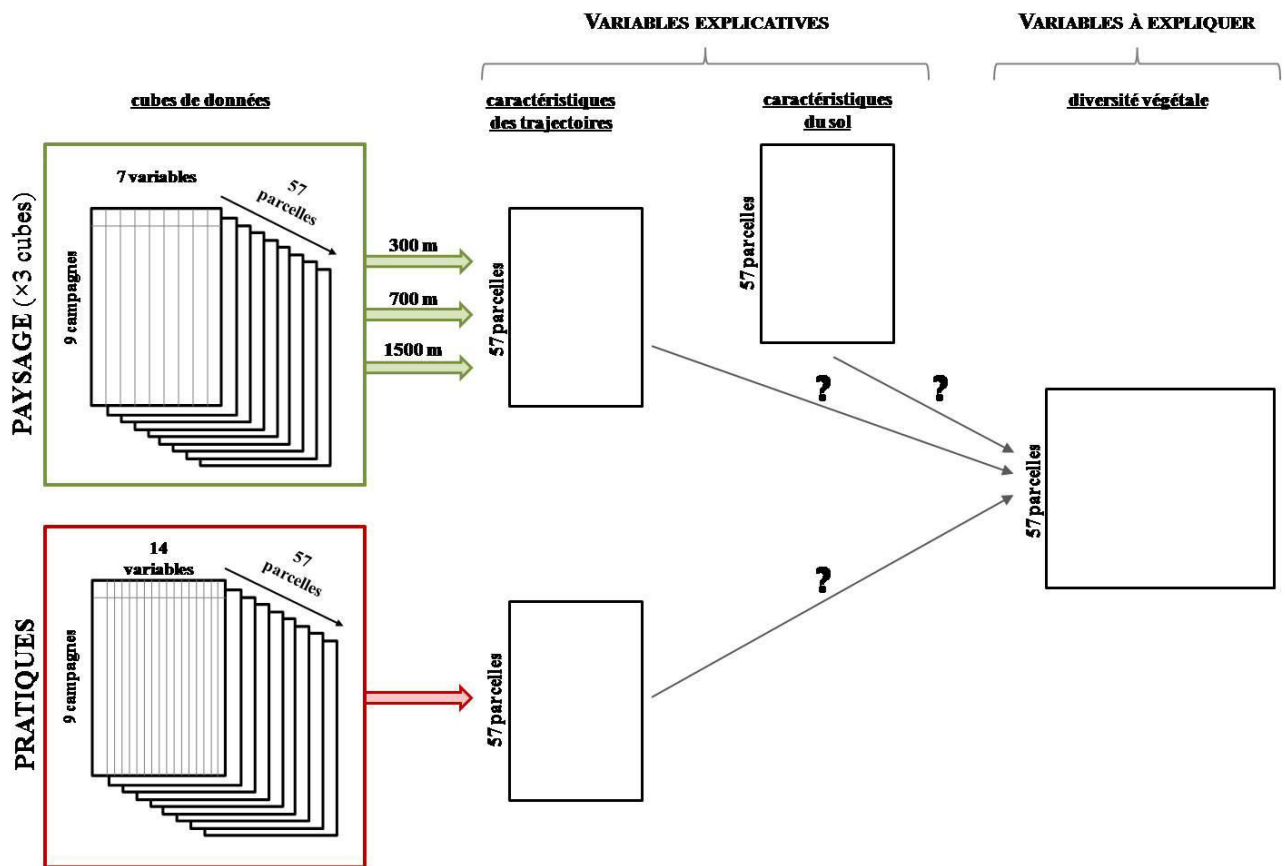 VARIABLES EXPLICATIVES
VARIABLES À EXPLIQUER
cubes de données
caractéristiques
des trajectoires
caractéristiques
du sol
diversité végétale
PAYSAGE (×3 cubes)
7 variables
57
parcelles
9 campagnes
300 m
700 m
1500 m
57 parcelles
57 parcelles
?
?
57 parcelles
PRATIQUES
14
variables
57
parcelles
9 campagnes
57 parcelles
?